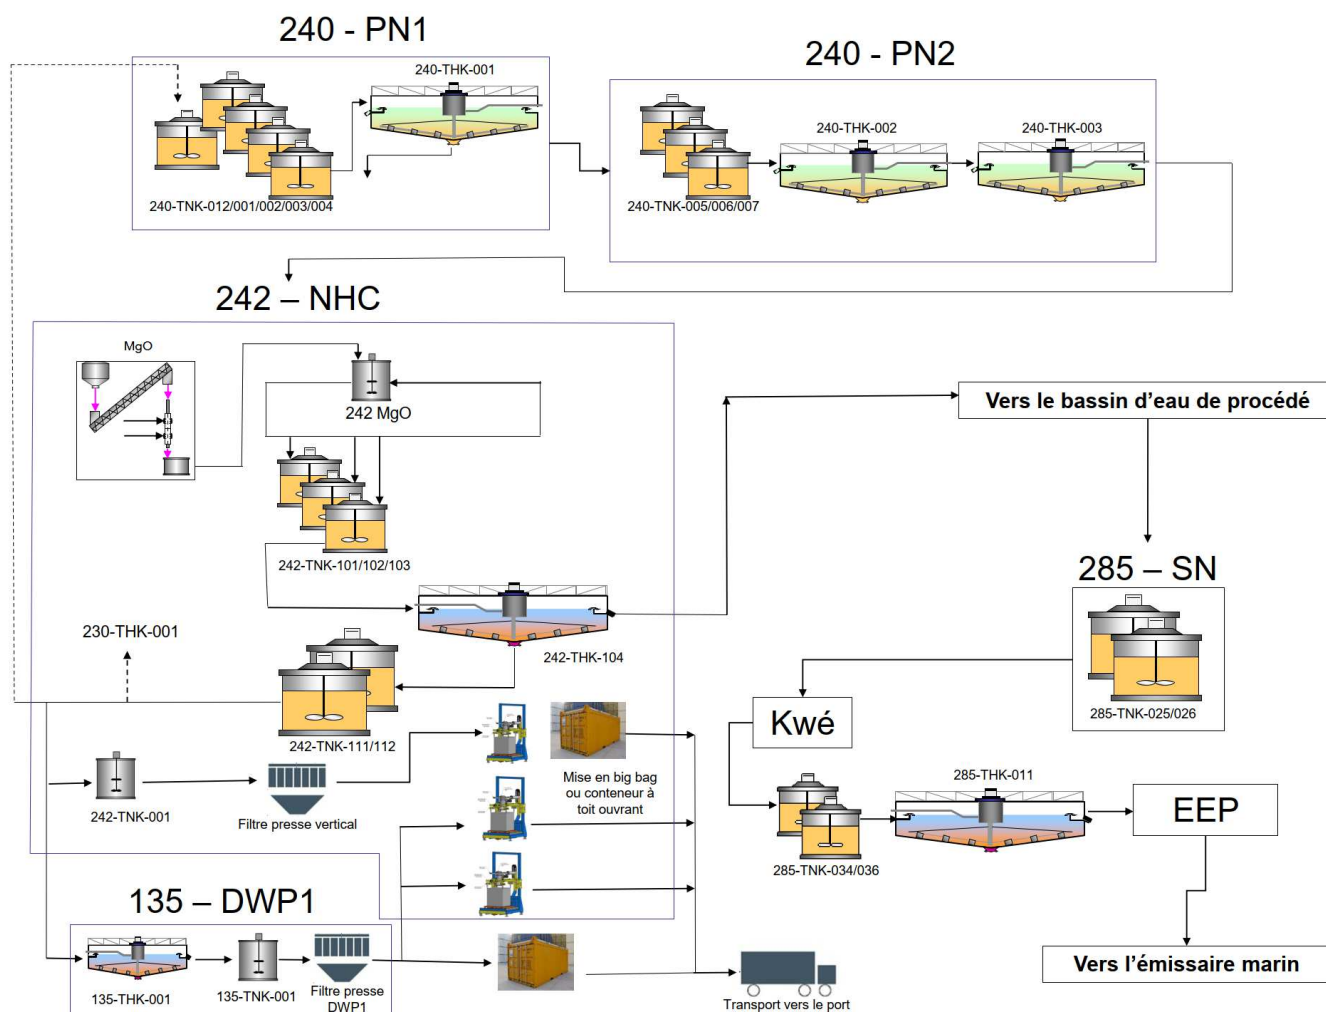 240 - PN1
240 - PN2
240-THK-001
240-THK-002
240-THK-003
240-TNK-012/001/002/003/004
240-TNK-005/006/007
242 – NHC
MgO
242 MgO
Vers le bassin d’eau de procédé
242-TNK-101/102/103
285 – SN
230-THK-001
242-THK-104
285-TNK-025/026
Kwé
242-TNK-111/112
Mise en big bag
ou conteneur à
toit ouvrant
285-THK-011
EEP
242-TNK-001
Filtre presse vertical
285-TNK-034/036
135 – DWP1
Vers l’émissaire marin
135-THK-001
135-TNK-001
Filtre presse
DWP1
Transport vers le port